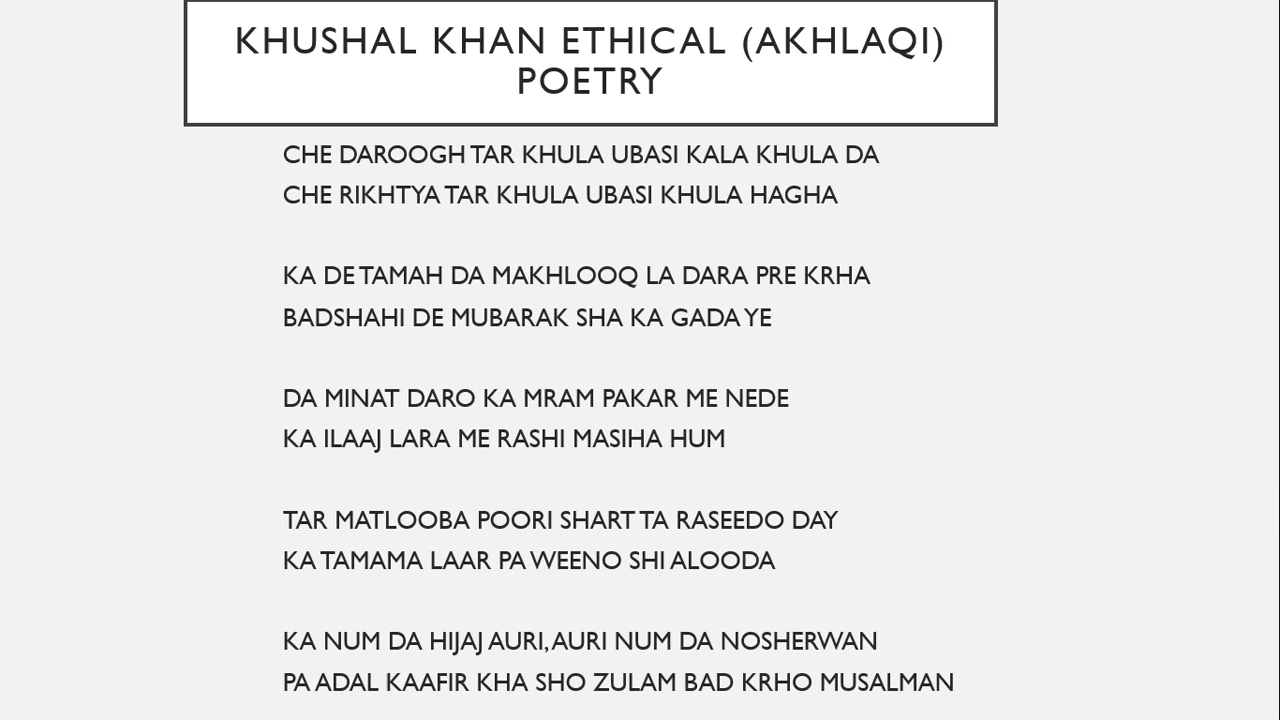 KHUSHAL KHAN ETHICAL (AKHLAQI)
POETRY
CHE DAROOGH TAR KHULA UBASI KALA KHULA DA
CHE RIKHTYA TAR KHULA UBASI KHULA HAGHA
KA DE TAMAH DA MAKHLOOQ LA DARA PRE KRHA
BADSHAHI DE MUBARAK SHA KA GADA YE
DA MINAT DARO KA MRAM PAKAR ME NEDE
KA ILAAJ LARA ME RASHI MASIHA HUM
TAR MATLOOBA POORI SHART TA RASEEDO DAY
KA TAMAMA LAAR PA WEENO SHI ALOODA
KA NUM DA HIJAJ AURI, AURI NUM DA NOSHERWAN
PA ADAL KAAFIR KHA SHO ZULAM BAD KRHO MUSALMAN